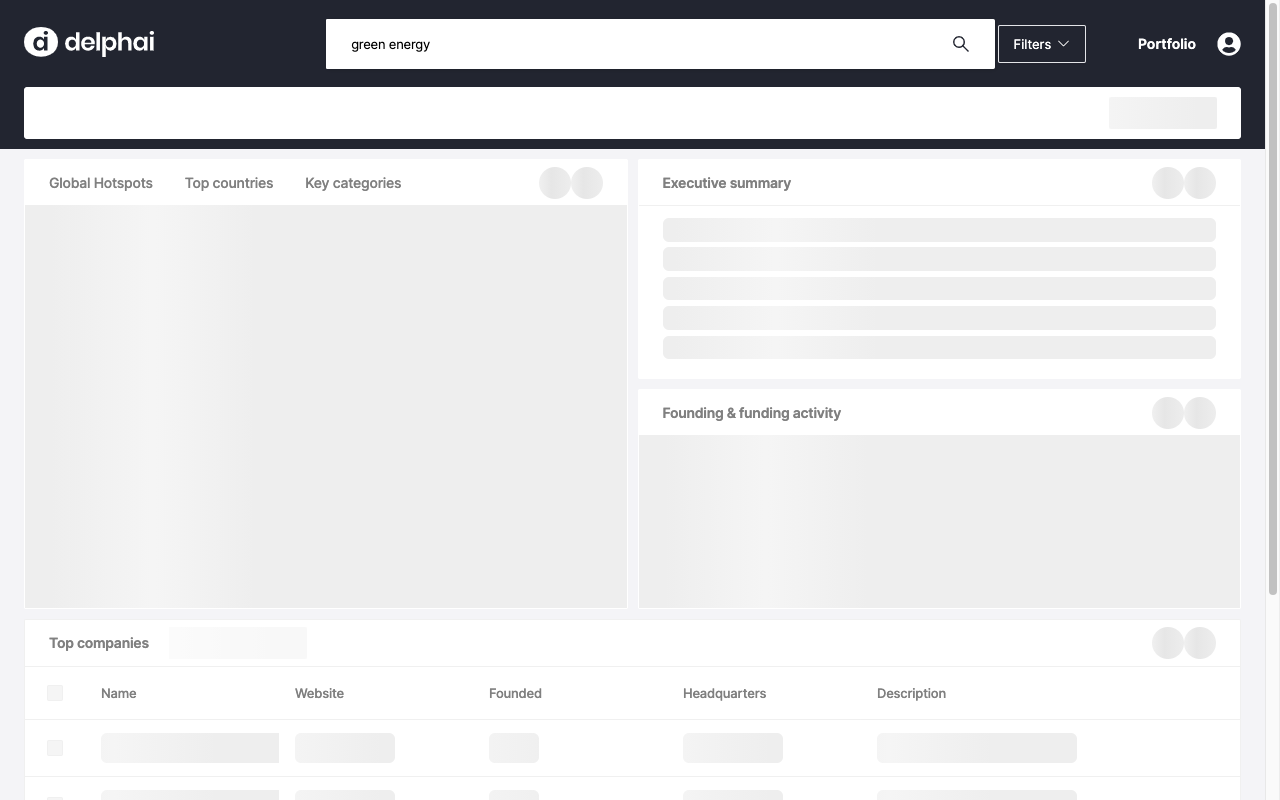 delphai
green energy
Filters
Portfolio
Global Hotspots Top countries Key categories
Executive summary
Founding & funding activity
Top companies
Name Website Founded Headquarters Description